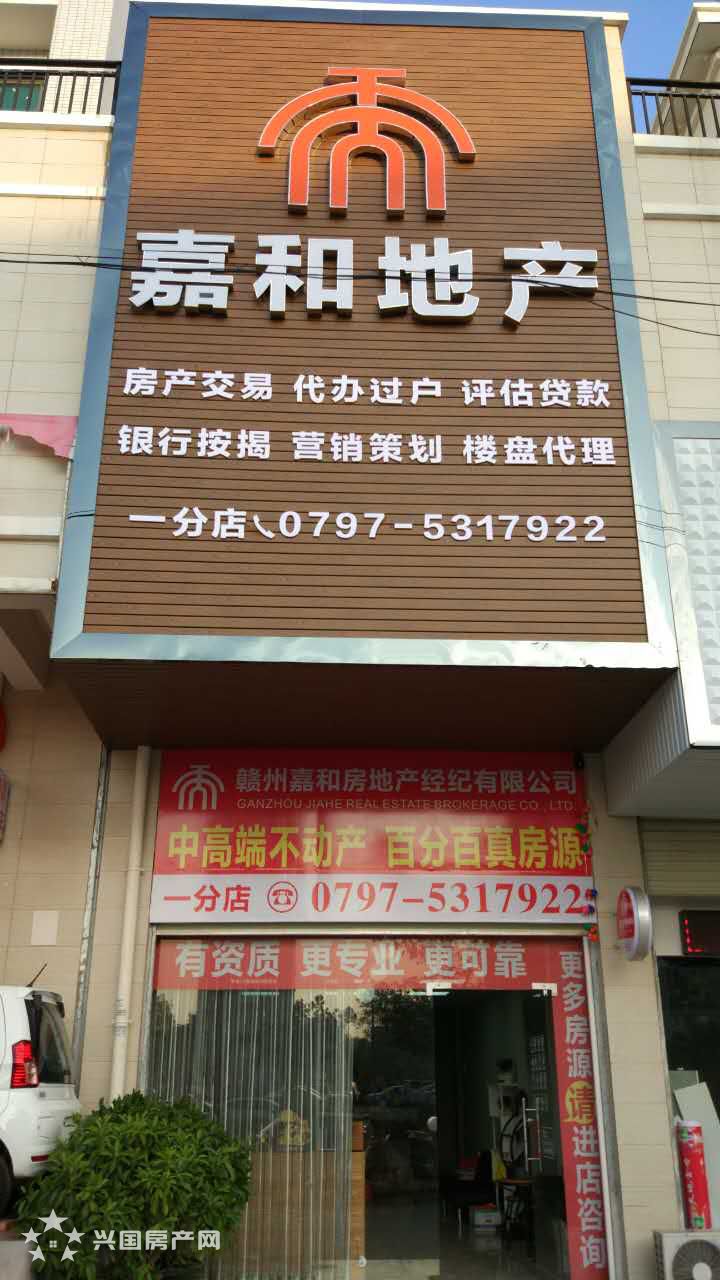 嘉和地产
房产交易 代办过户 评估贷款
银行按揭 营销策划 楼盘代理
一分店 0797-5317922
赣州嘉和房地产经纪有限公司
GANZHOU JIAHE REAL ESTATE BROKERAGE CO., LTD.
中高端不动产 百分百真房源
一分店 0797-5317922
有资质 更专业 更可靠
更多房源请进店咨询
兴国房产网